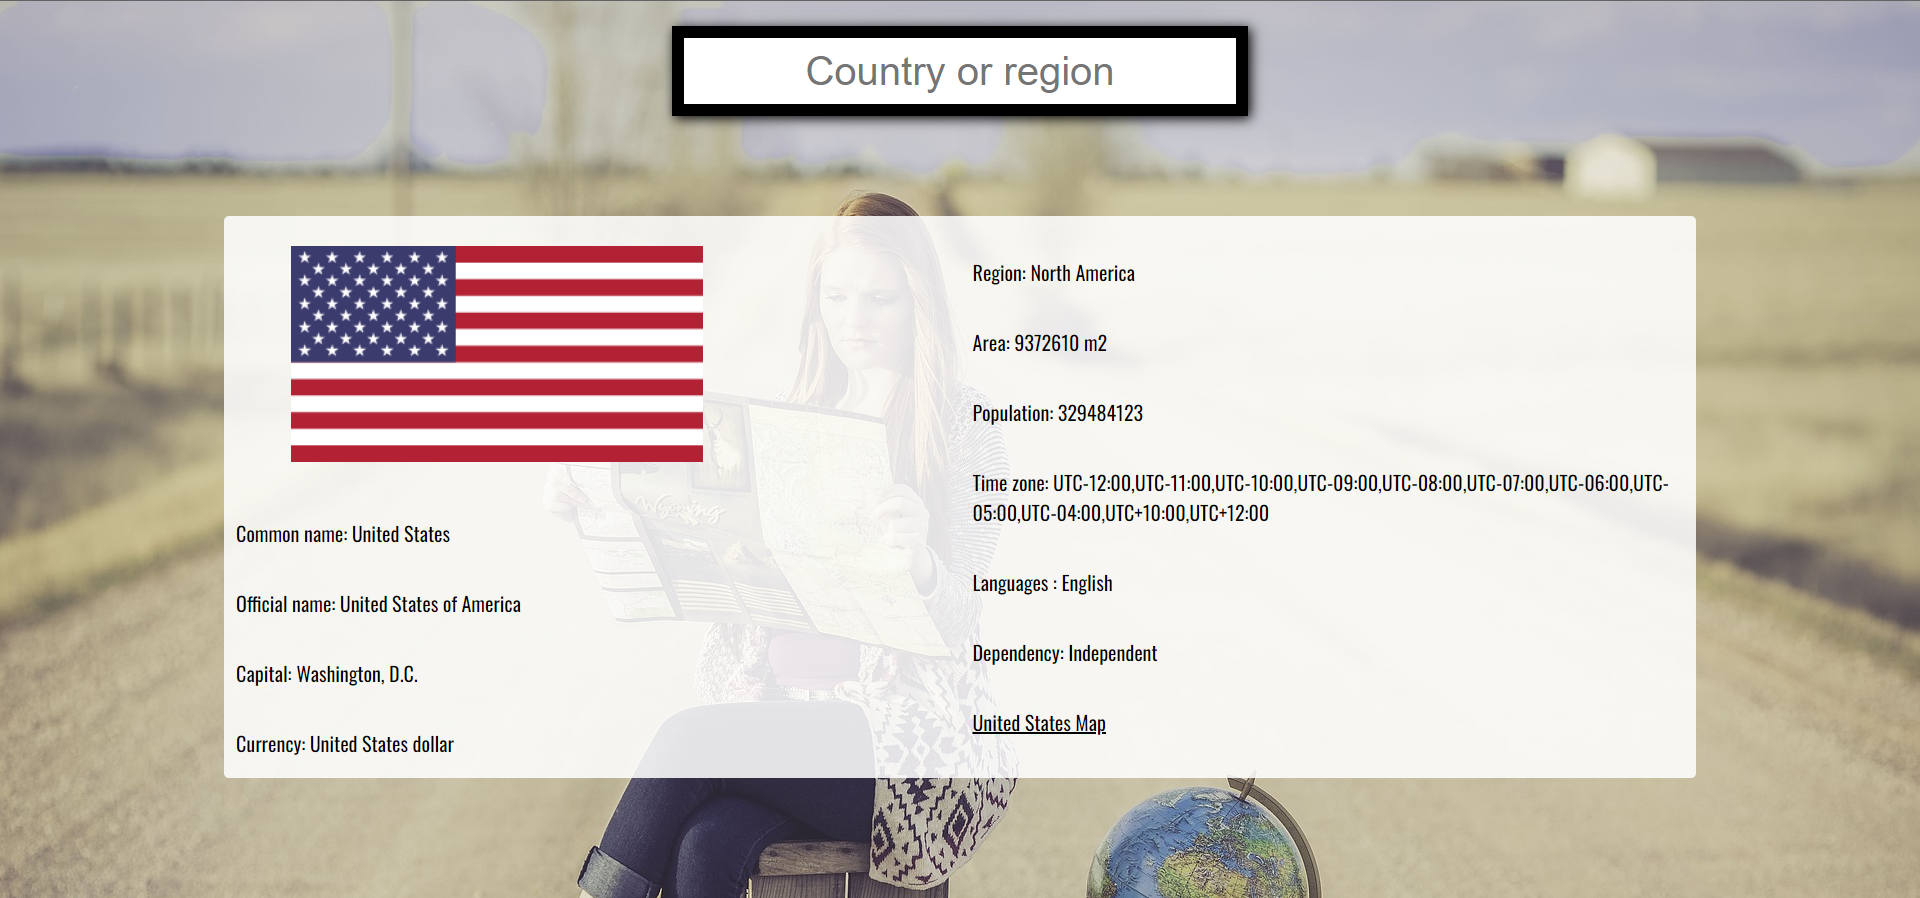 Country or region
Common name: United States
Official name: United States of America
Capital: Washington, D.C.
Currency: United States dollar
Region: North America
Area: 9372610 m2
Population: 329484123
Time zone: UTC-12:00,UTC-11:00,UTC-10:00,UTC-09:00,UTC-08:00,UTC-07:00,UTC-06:00,UTC-
05:00,UTC-04:00,UTC+10:00,UTC+12:00
Languages : English
Dependency: Independent
United States Map